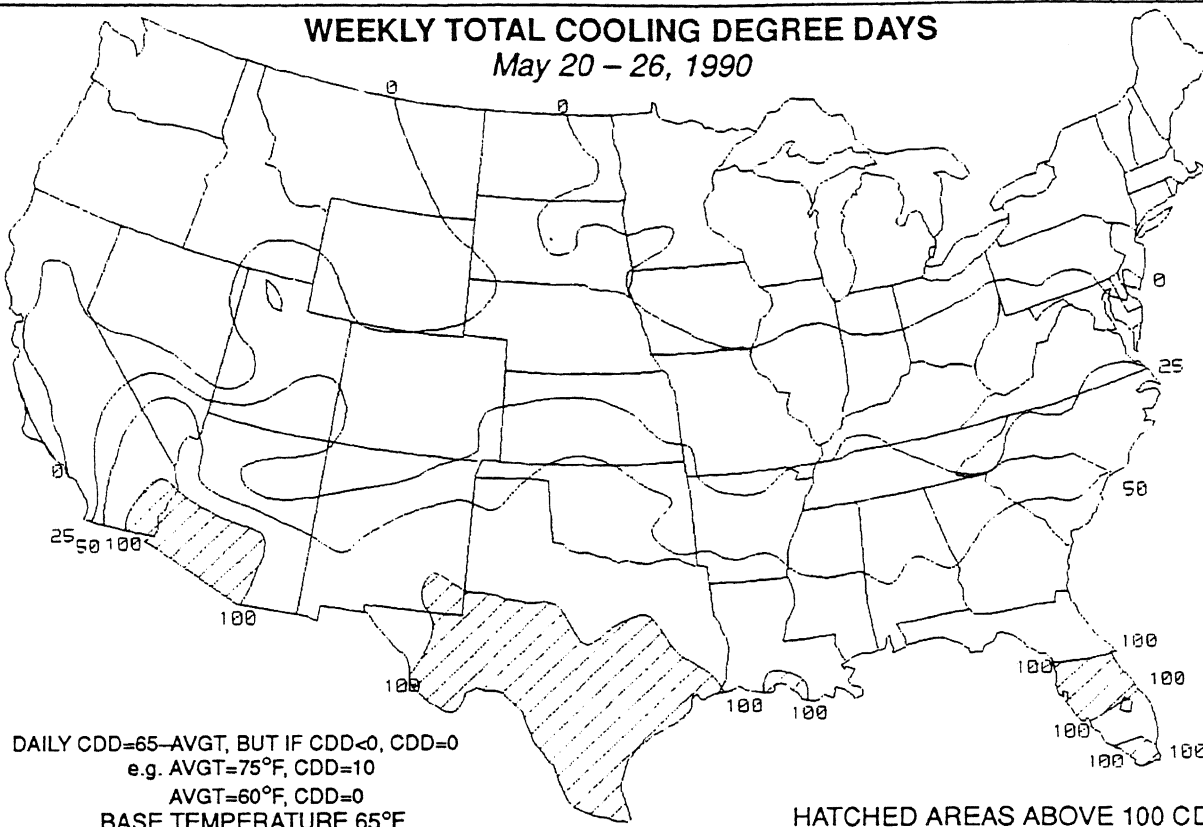 WEEKLY TOTAL COOLING DEGREE DAYS
May 20 – 26, 1990
0
0
0
25
50
0
25 50 100
100
100
100
100
100
100
100
100
100
100
DAILY CDD=65–AVGT, BUT IF CDD<0, CDD=0
e.g. AVGT=75°F, CDD=10
AVGT=60°F, CDD=0
BASE TEMPERATURE 65°F
HATCHED AREAS ABOVE 100 CD